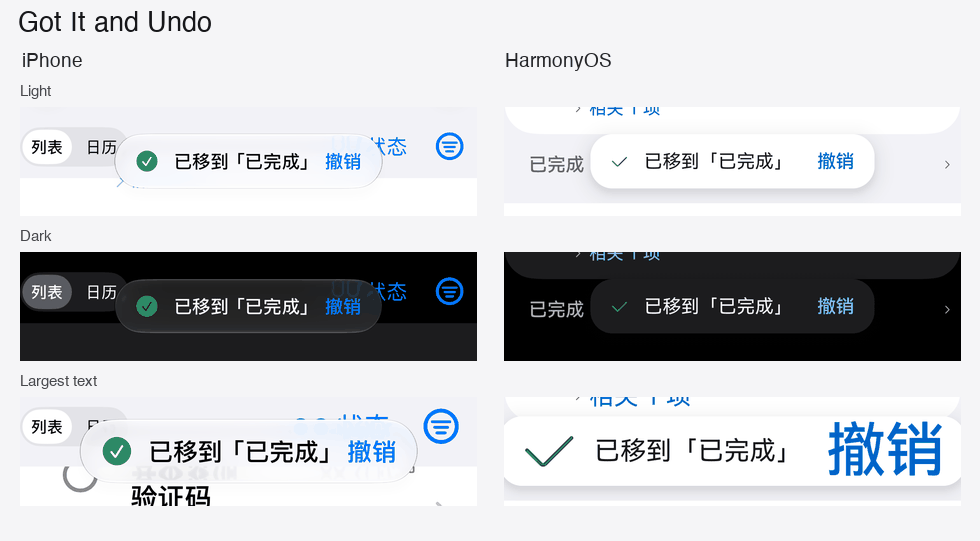 Got It and Undo
iPhone
HarmonyOS
Light
列表 日历 状态
已移到「已完成」 撤销
相关 1 项
已完成
已移到「已完成」 撤销
Dark
列表 日历 状态
已移到「已完成」 撤销
相关 1 项
已完成
已移到「已完成」 撤销
Largest text
列表 状态
已移到「已完成」 撤销
验证码
相关 1 项
已移到「已完成」 撤销